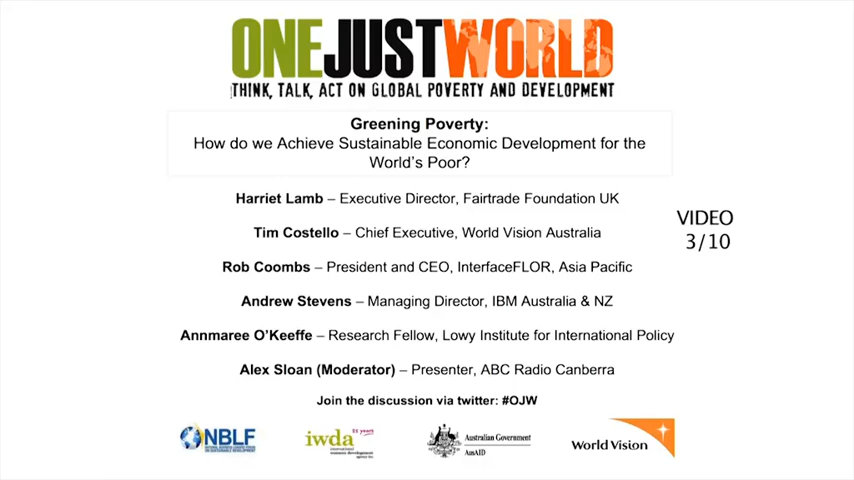 ONEJUSTWORLD
THINK, TALK, ACT ON GLOBAL POVERTY AND DEVELOPMENT
Greening Poverty:
How do we Achieve Sustainable Economic Development for the
World's Poor?
Harriet Lamb – Executive Director, Fairtrade Foundation UK
Tim Costello – Chief Executive, World Vision Australia
VIDEO
3/10
Rob Coombs – President and CEO, InterfaceFLOR, Asia Pacific
Andrew Stevens – Managing Director, IBM Australia & NZ
Annmaree O'Keeffe – Research Fellow, Lowy Institute for International Policy
Alex Sloan (Moderator) – Presenter, ABC Radio Canberra
Join the discussion via twitter: #OJW
NBLF
iwda
international
women's development
agency
Australian Government
AusAID
World Vision